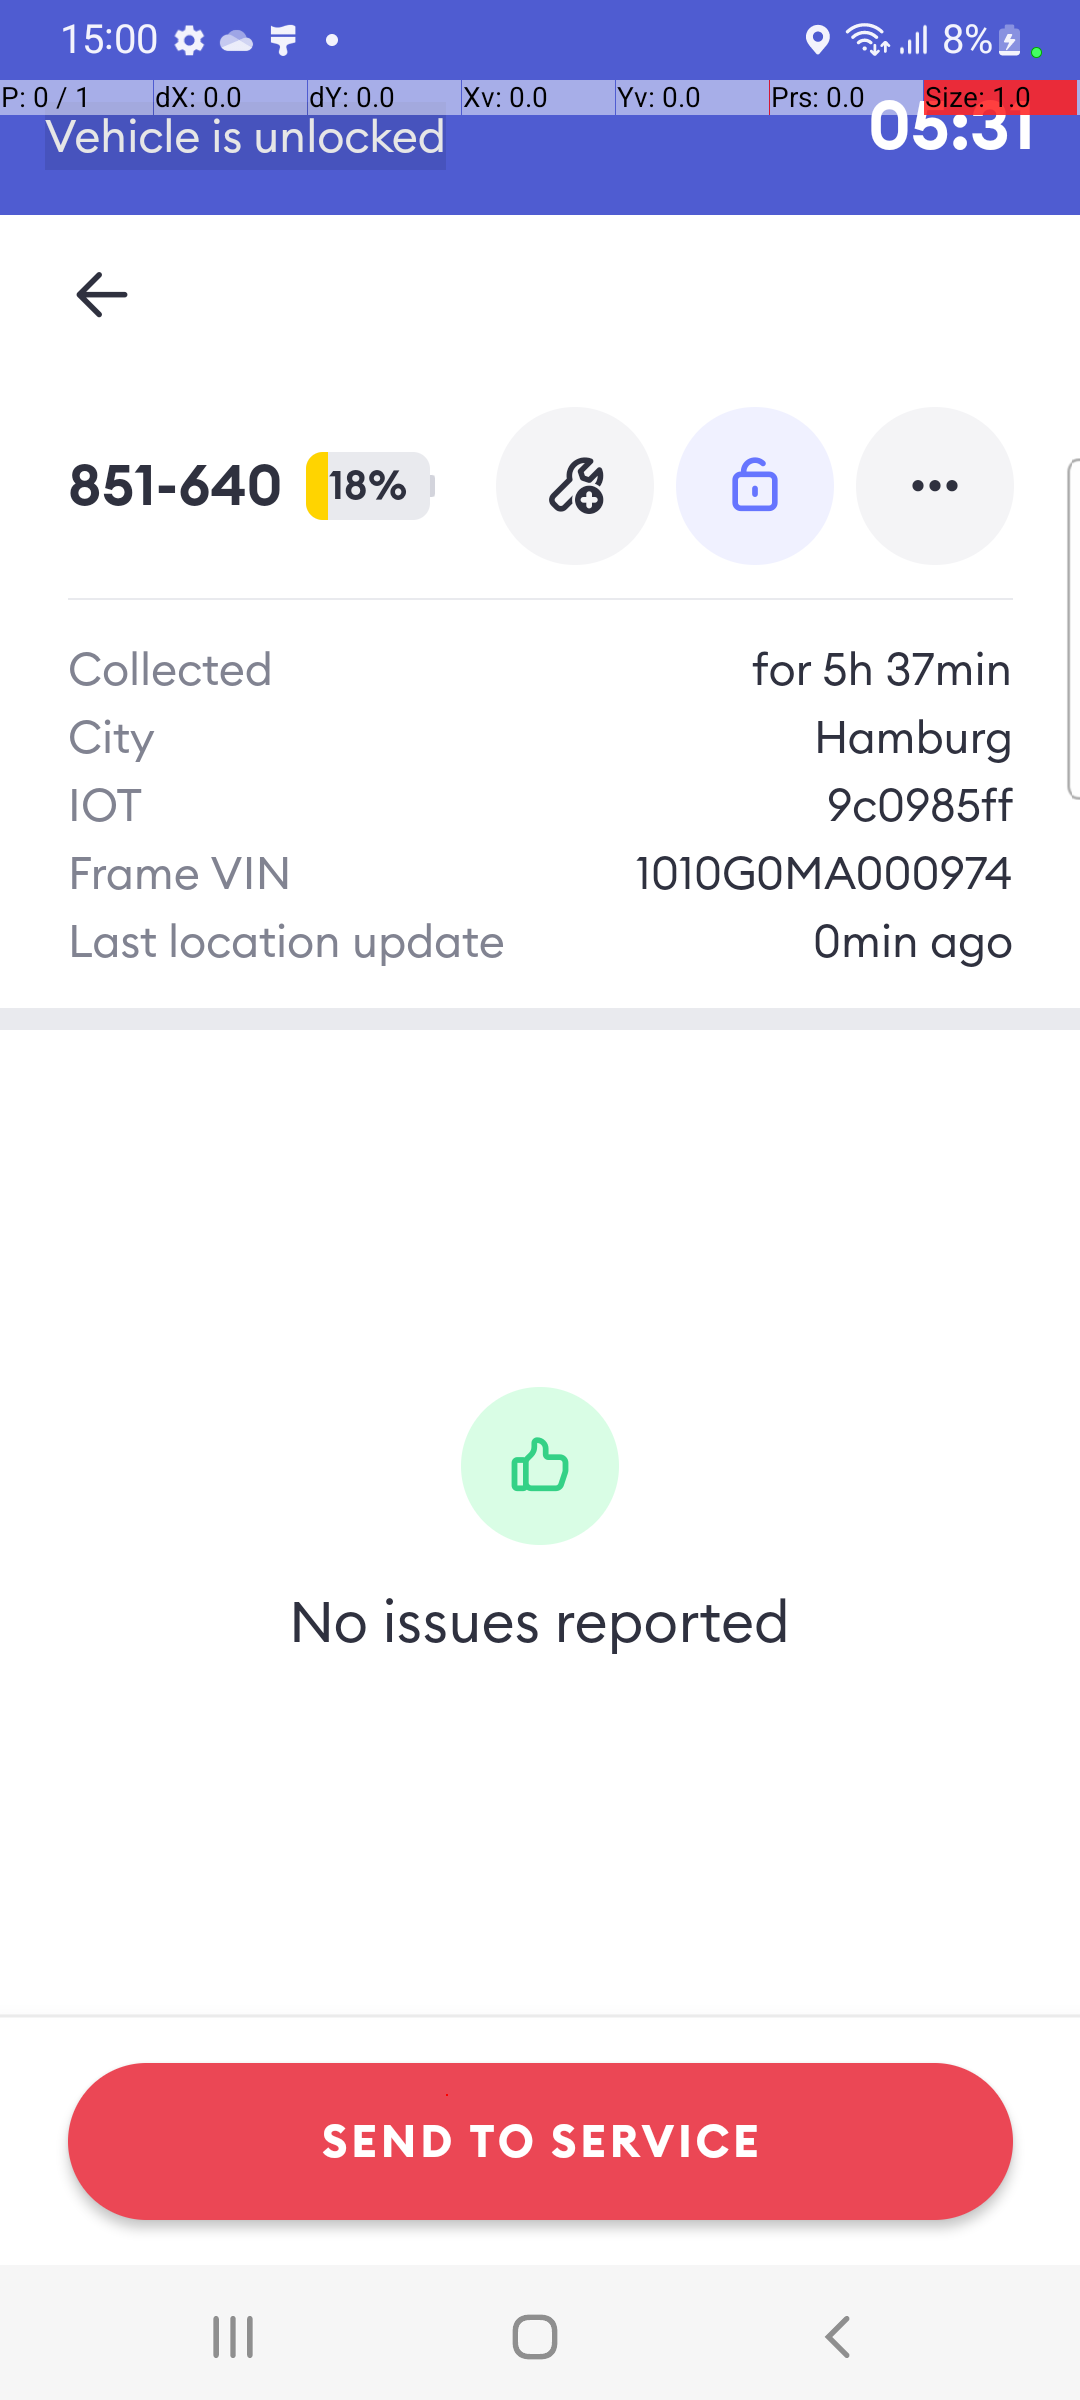 15:00 8%
P: 0 / 1 dX: 0.0 dY: 0.0 Xv: 0.0 Yv: 0.0 Prs: 0.0 Size: 1.0
Vehicle is unlocked 05:31
851-640 18%
Collected for 5h 37min
City Hamburg
IOT 9c0985ff
Frame VIN 1010G0MA000974
Last location update 0min ago
No issues reported
SEND TO SERVICE